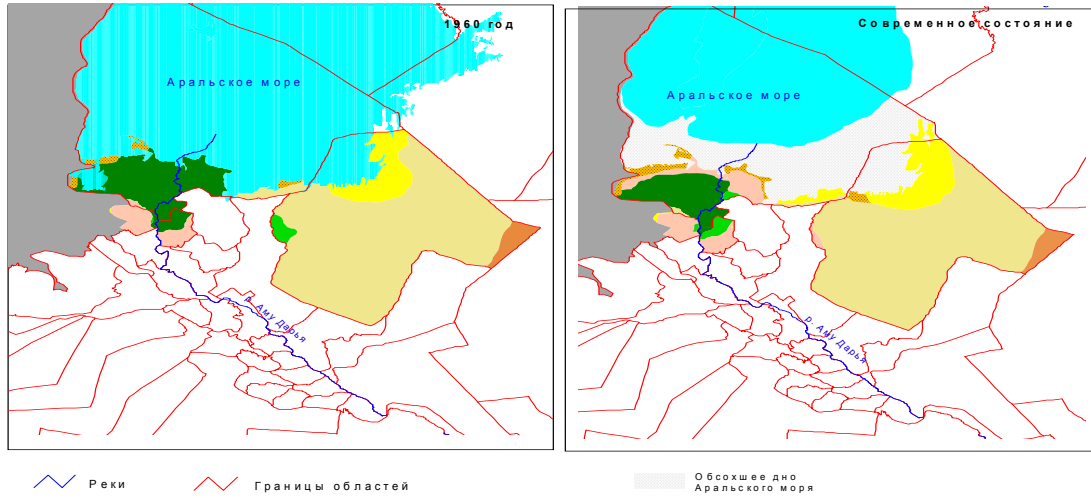 1960 год
Аральское море
р. Аму Дарья
Современное состояние
Аральское море
р. Аму Дарья
Реки
Границы областей
Обсохшее дно
Аральского моря